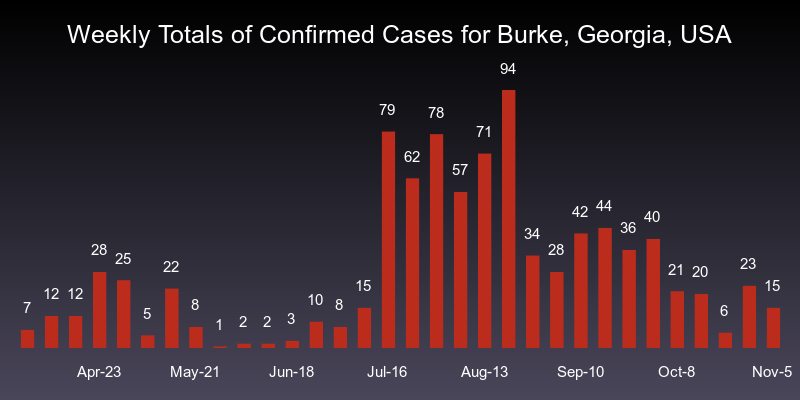 Weekly Totals of Confirmed Cases for Burke, Georgia, USA
7 12 12 28 25 5 22 8 1 2 2 3 10 8 15 79 62 78 57 71 94 34 28 42 44 36 40 21 20 6 23 15
Apr-23 May-21 Jun-18 Jul-16 Aug-13 Sep-10 Oct-8 Nov-5